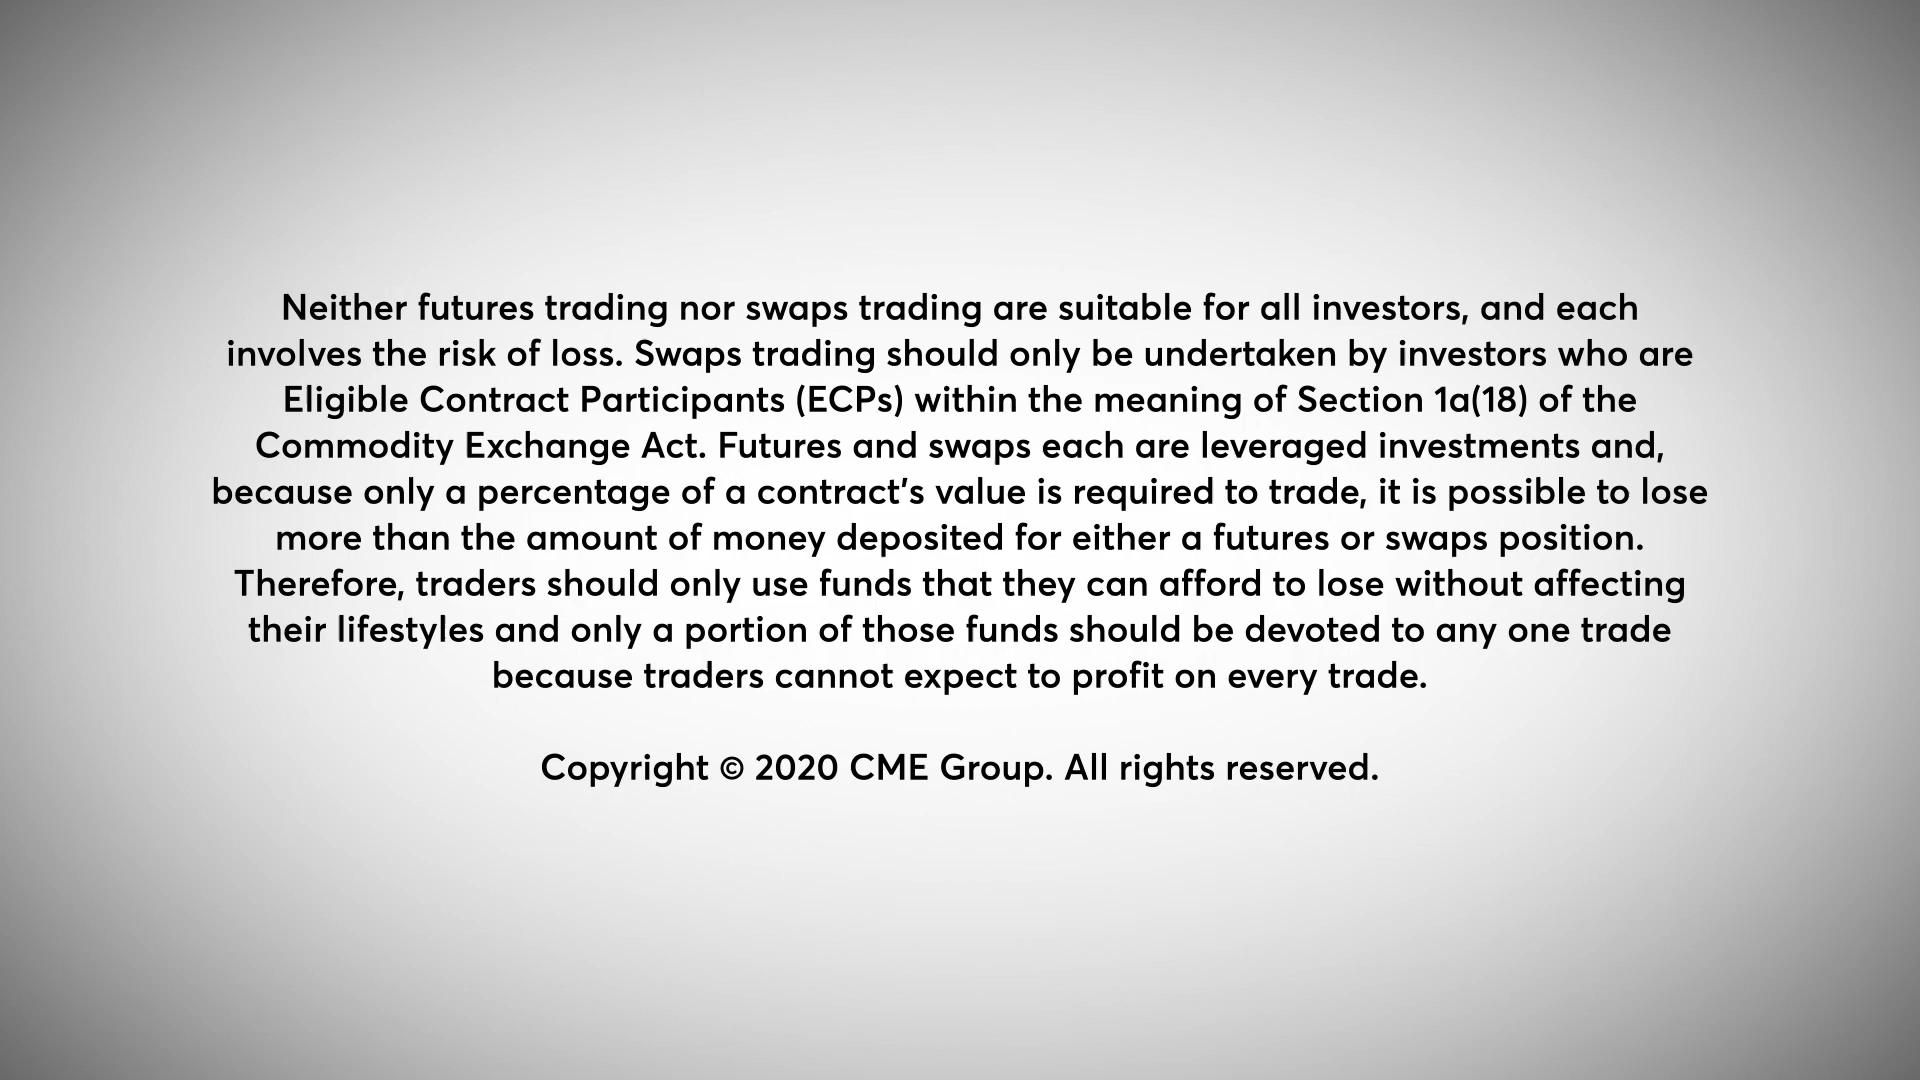 Neither futures trading nor swaps trading are suitable for all investors, and each
involves the risk of loss. Swaps trading should only be undertaken by investors who are
Eligible Contract Participants (ECPs) within the meaning of Section 1a(18) of the
Commodity Exchange Act. Futures and swaps each are leveraged investments and,
because only a percentage of a contract’s value is required to trade, it is possible to lose
more than the amount of money deposited for either a futures or swaps position.
Therefore, traders should only use funds that they can afford to lose without affecting
their lifestyles and only a portion of those funds should be devoted to any one trade
because traders cannot expect to profit on every trade.
Copyright © 2020 CME Group. All rights reserved.